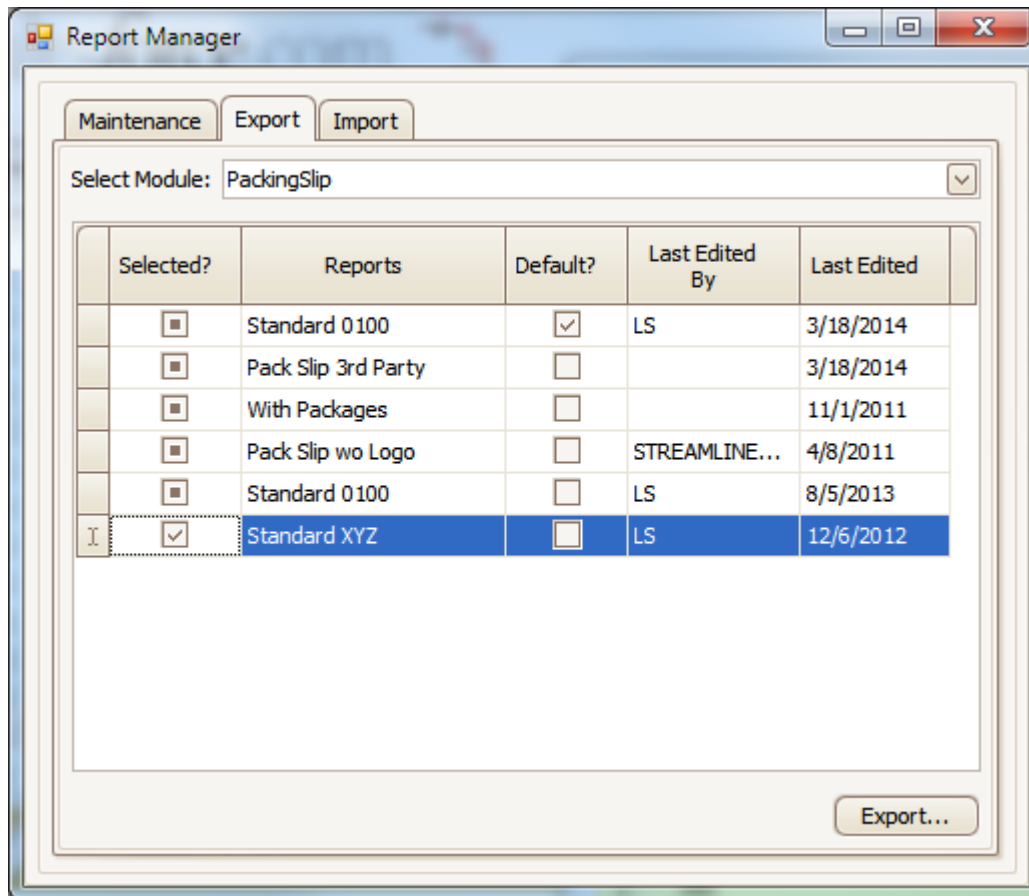 Report Manager
Maintenance Export Import
Select Module: PackingSlip
Selected? Reports Default? Last Edited By Last Edited
Standard 0100 LS 3/18/2014
Pack Slip 3rd Party 3/18/2014
With Packages 11/1/2011
Pack Slip wo Logo STREAMLINE... 4/8/2011
Standard 0100 LS 8/5/2013
Standard XYZ LS 12/6/2012
Export...